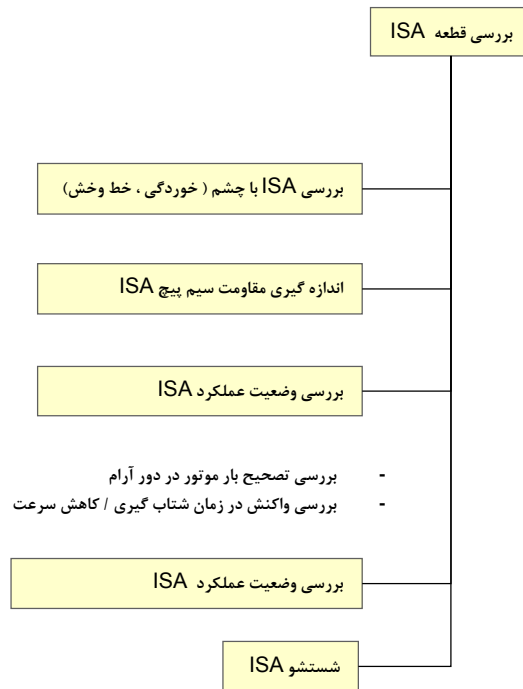 بررسی قطعه ISA
بررسی ISA با چشم ( خوردگی ، خط وخش)
اندازه گیری مقاومت سیم پیچ ISA
بررسی وضعیت عملکرد ISA
- بررسی تصحیح بار موتور در دور آرام
- بررسی واکنش در زمان شتاب گیری / کاهش سرعت
بررسی وضعیت عملکرد ISA
شستشو ISA